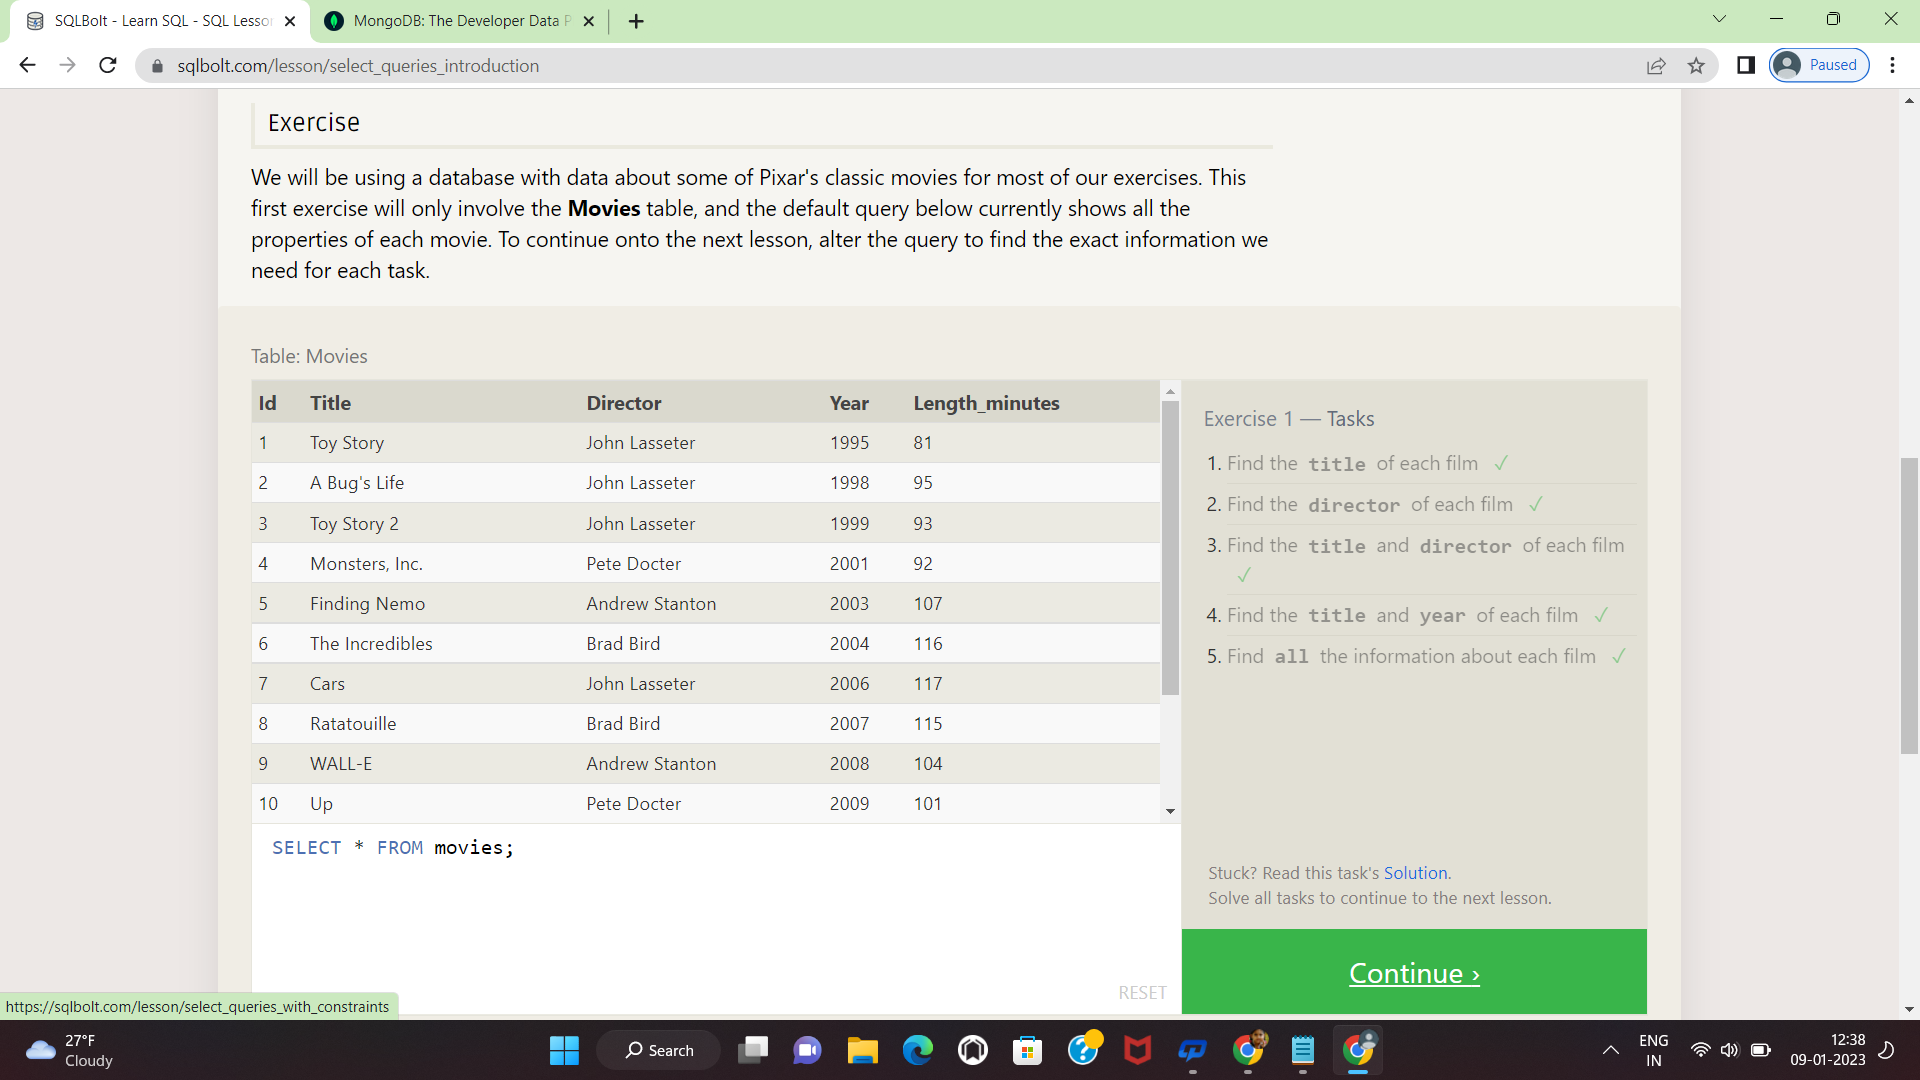 SQLBolt - Learn SQL - SQL Lesson
MongoDB: The Developer Data P
sqlbolt.com/lesson/select_queries_introduction
Paused
Exercise
We will be using a database with data about some of Pixar's classic movies for most of our exercises. This
first exercise will only involve the Movies table, and the default query below currently shows all the
properties of each movie. To continue onto the next lesson, alter the query to find the exact information we
need for each task.
Table: Movies
Id Title Director Year Length_minutes
1 Toy Story John Lasseter 1995 81
2 A Bug's Life John Lasseter 1998 95
3 Toy Story 2 John Lasseter 1999 93
4 Monsters, Inc. Pete Docter 2001 92
5 Finding Nemo Andrew Stanton 2003 107
6 The Incredibles Brad Bird 2004 116
7 Cars John Lasseter 2006 117
8 Ratatouille Brad Bird 2007 115
9 WALL-E Andrew Stanton 2008 104
10 Up Pete Docter 2009 101
SELECT * FROM movies;
RESET
Exercise 1 — Tasks
1. Find the title of each film ✓
2. Find the director of each film ✓
3. Find the title and director of each film
✓
4. Find the title and year of each film ✓
5. Find all the information about each film ✓
Stuck? Read this task's Solution.
Solve all tasks to continue to the next lesson.
Continue ›
https://sqlbolt.com/lesson/select_queries_with_constraints
27°F
Cloudy
Search
ENG
IN
12:38
09-01-2023